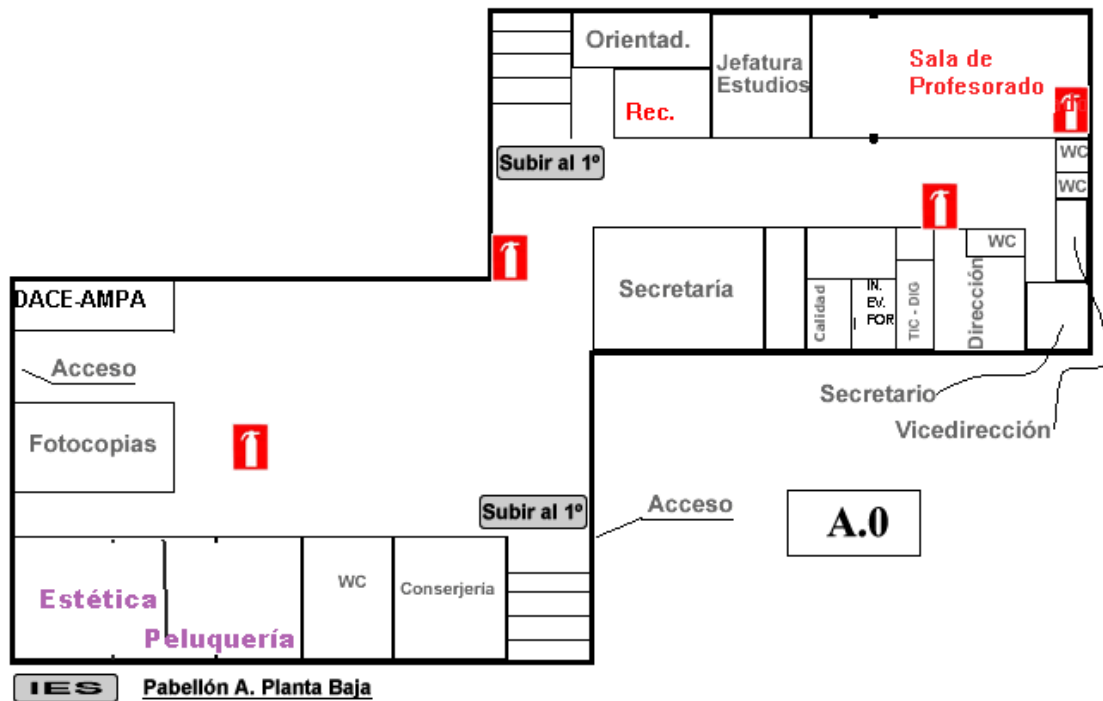 Orientad.
Jefatura
Estudios
Sala de
Profesorado
Rec.
Subir al 1º
WC
WC
WC
Secretaría
Calidad
IN.
EV.
FOR
TIC - DIG
Dirección
DACE-AMPA
Acceso
Secretario
Vicedirección
Fotocopias
Subir al 1º
Acceso
A.0
Estética
Peluquería
WC
Conserjería
IES
Pabellón A. Planta Baja